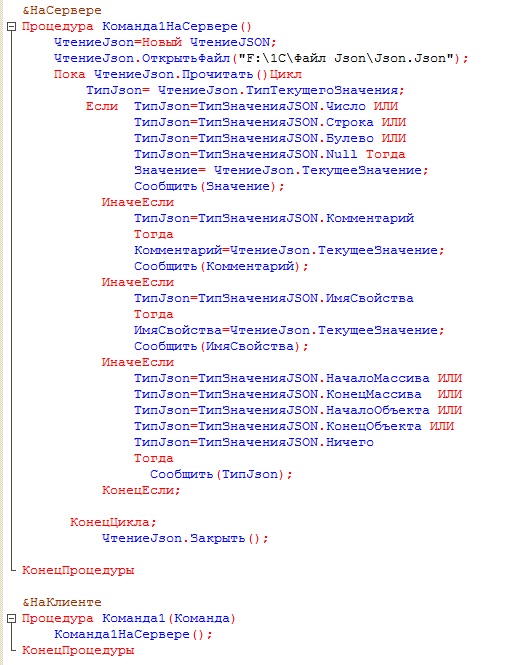 &НаСервере
Процедура Команда1НаСервере()
ЧтениеJson=Новый ЧтениеJSON;
ЧтениеJson.ОткрытьФайл("F:\1С\Файл Json\Json.Json");
Пока ЧтениеJson.Прочитать()Цикл
ТипJson= ЧтениеJson.ТипТекущегоЗначения;
Если  ТипJson=ТипЗначенияJSON.Число ИЛИ
ТипJson=ТипЗначенияJSON.Строка ИЛИ
ТипJson=ТипЗначенияJSON.Булево ИЛИ
ТипJson=ТипЗначенияJSON.Null Тогда
Значение= ЧтениеJson.ТекущееЗначение;
Сообщить(Значение);
ИначеЕсли
ТипJson=ТипЗначенияJSON.Комментарий
Тогда
Комментарий=ЧтениеJson.ТекущееЗначение;
Сообщить(Комментарий);
ИначеЕсли
ТипJson=ТипЗначенияJSON.ИмяСвойства
Тогда
ИмяСвойства=ЧтениеJson.ТекущееЗначение;
Сообщить(ИмяСвойства);
ИначеЕсли
ТипJson=ТипЗначенияJSON.НачалоМассива ИЛИ
ТипJson=ТипЗначенияJSON.КонецМассива  ИЛИ
ТипJson=ТипЗначенияJSON.НачалоОбъекта ИЛИ
ТипJson=ТипЗначенияJSON.КонецОбъекта ИЛИ
ТипJson=ТипЗначенияJSON.Ничего
Тогда
Сообщить(ТипJson);
КонецЕсли;
КонецЦикла;
ЧтениеJson.Закрыть();
КонецПроцедуры
&НаКлиенте
Процедура Команда1(Команда)
Команда1НаСервере();
КонецПроцедуры